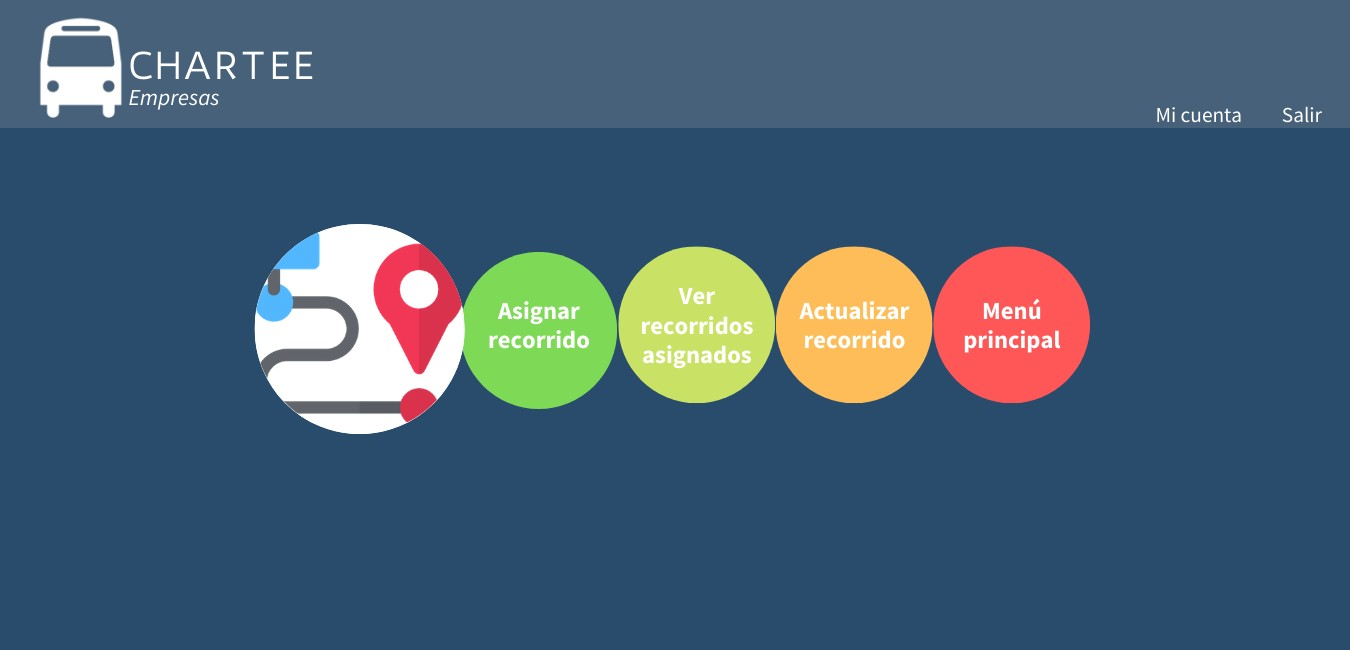 CHARTEE
Empresas
Mi cuenta
Salir
Asignar
recorrido
Ver
recorridos
asignados
Actualizar
recorrido
Menú
principal